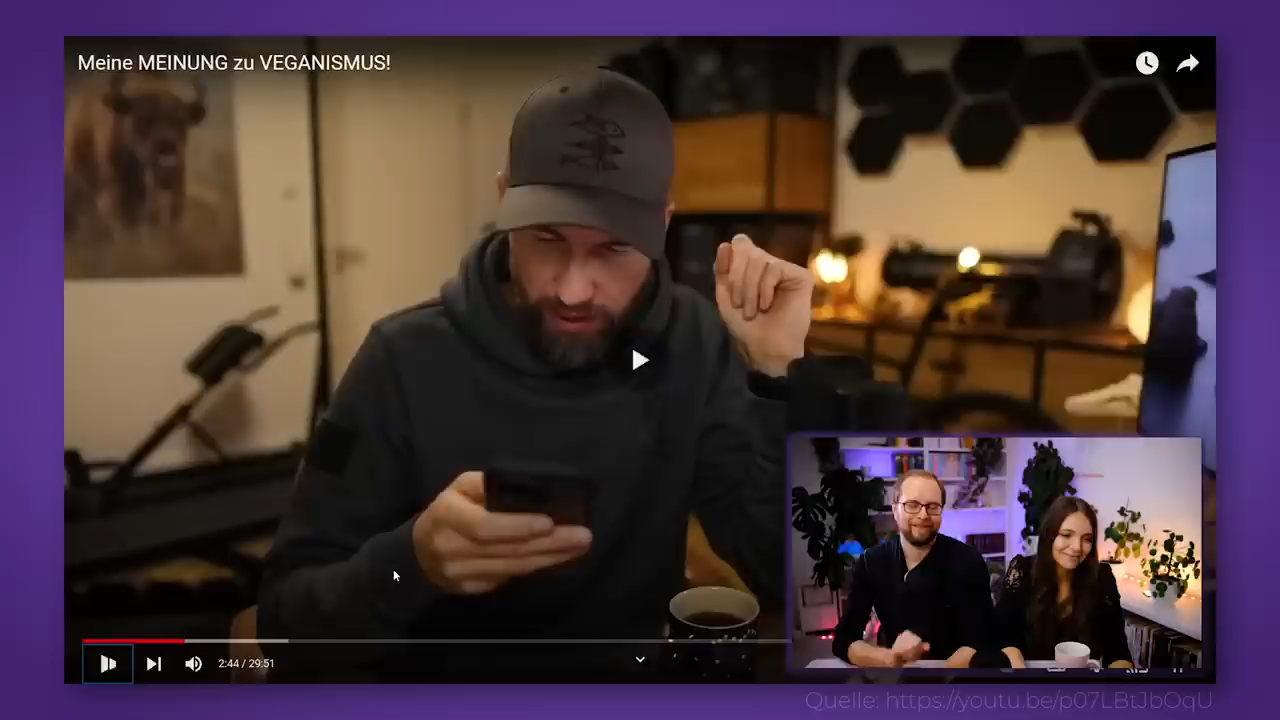 Meine MEINUNG zu VEGANISMUS!
2:44 / 29:51
Quelle: https://youtu.be/p07LBtJbOqU